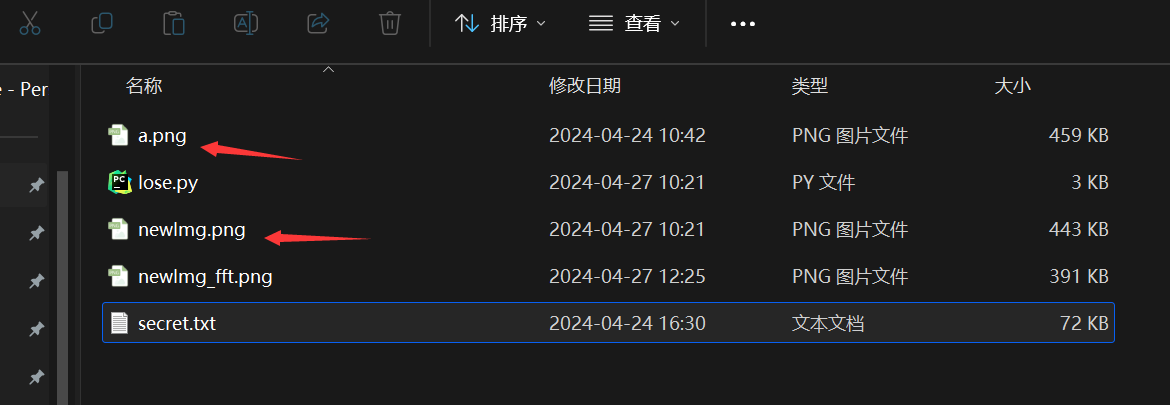 排序 查看
e - Per
名称 修改日期 类型 大小
a.png 2024-04-24 10:42 PNG 图片文件 459 KB
lose.py 2024-04-27 10:21 PY 文件 3 KB
newImg.png 2024-04-27 10:21 PNG 图片文件 443 KB
newImg_fft.png 2024-04-27 12:25 PNG 图片文件 391 KB
secret.txt 2024-04-24 16:30 文本文档 72 KB